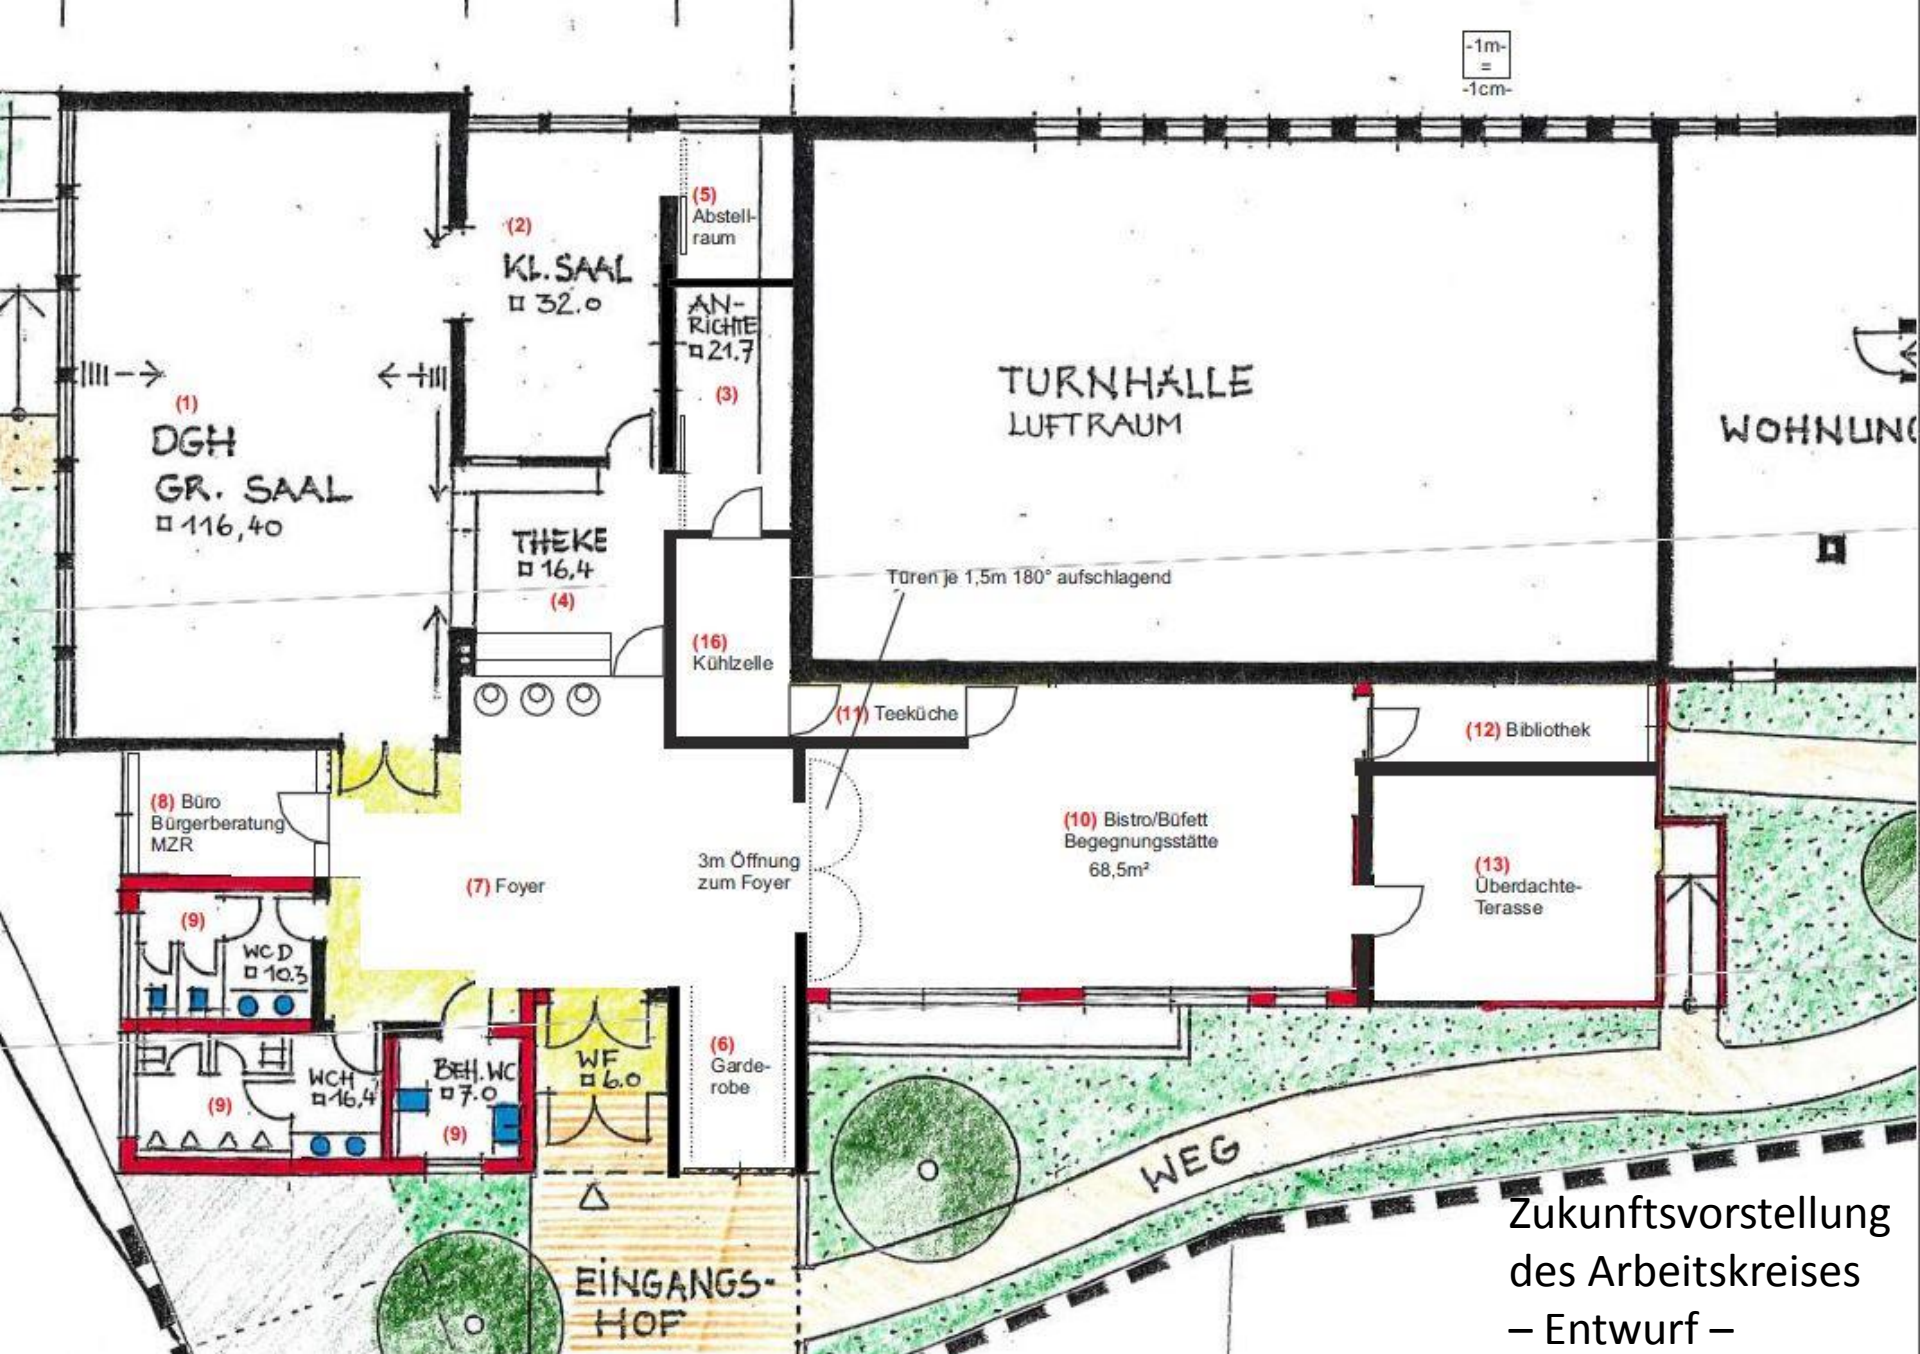 -1m-
=
-1cm-
(1)
DGH
GR. SAAL
116,40
(2)
KL. SAAL
32.0
(5)
Abstell-
raum
AN-
RICHTE
21.7
(3)
THEKE
16,4
(4)
(16)
Kühlzelle
TURNHALLE
LUFTRAUM
WOHNUNG
Türen je 1,5m 180° aufschlagend
(11) Teeküche
(12) Bibliothek
(8) Büro
Bürgerberatung
MZR
(7) Foyer
3m Öffnung
zum Foyer
(10) Bistro/Büfett
Begegnungsstätte
68,5m²
(13)
Überdachte-
Terasse
(9)
WC D
10.3
WCH
16,4
(9)
BEH. WC
7.0
(9)
WF
6.0
(6)
Garde-
robe
EINGANGS-
HOF
WEG
Zukunftsvorstellung
des Arbeitskreises
– Entwurf –